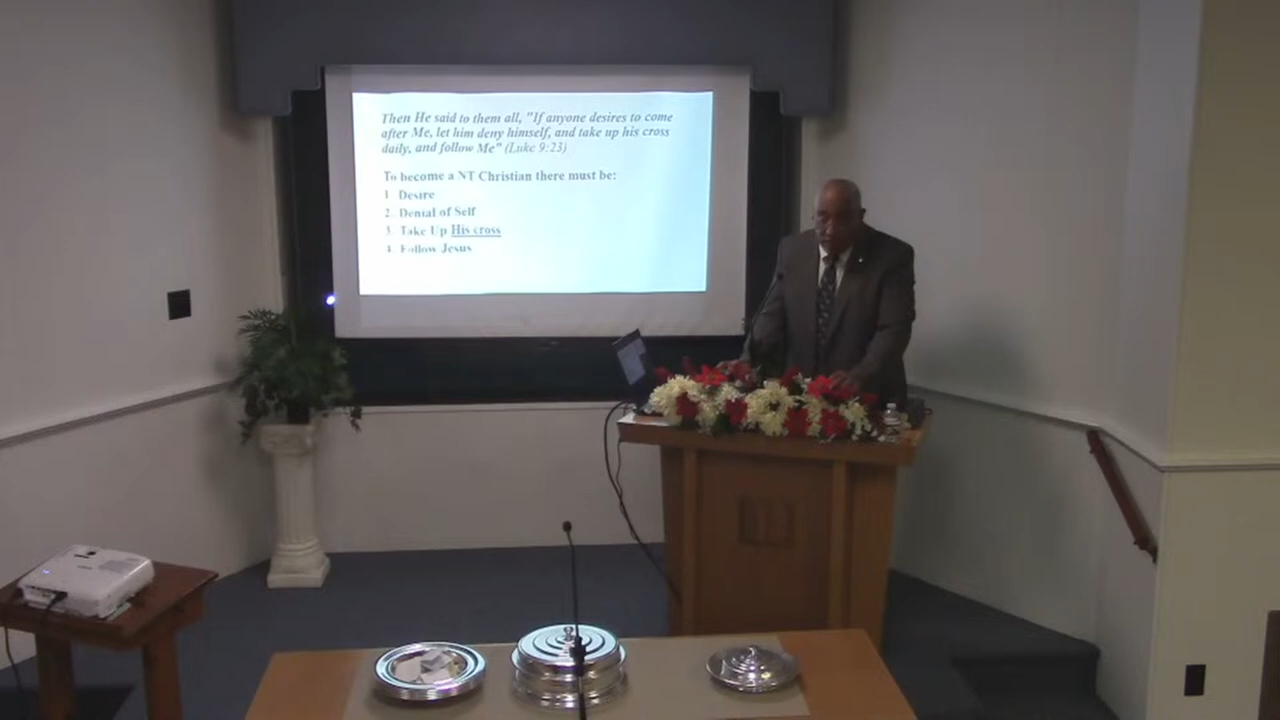 Then He said to them all, "If anyone desires to come
after Me, let him deny himself, and take up his cross
daily, and follow Me" (Luke 9:23)
To become a NT Christian there must be:
1. Desire
2. Denial of Self
3. Take Up His cross
4. Follow Jesus